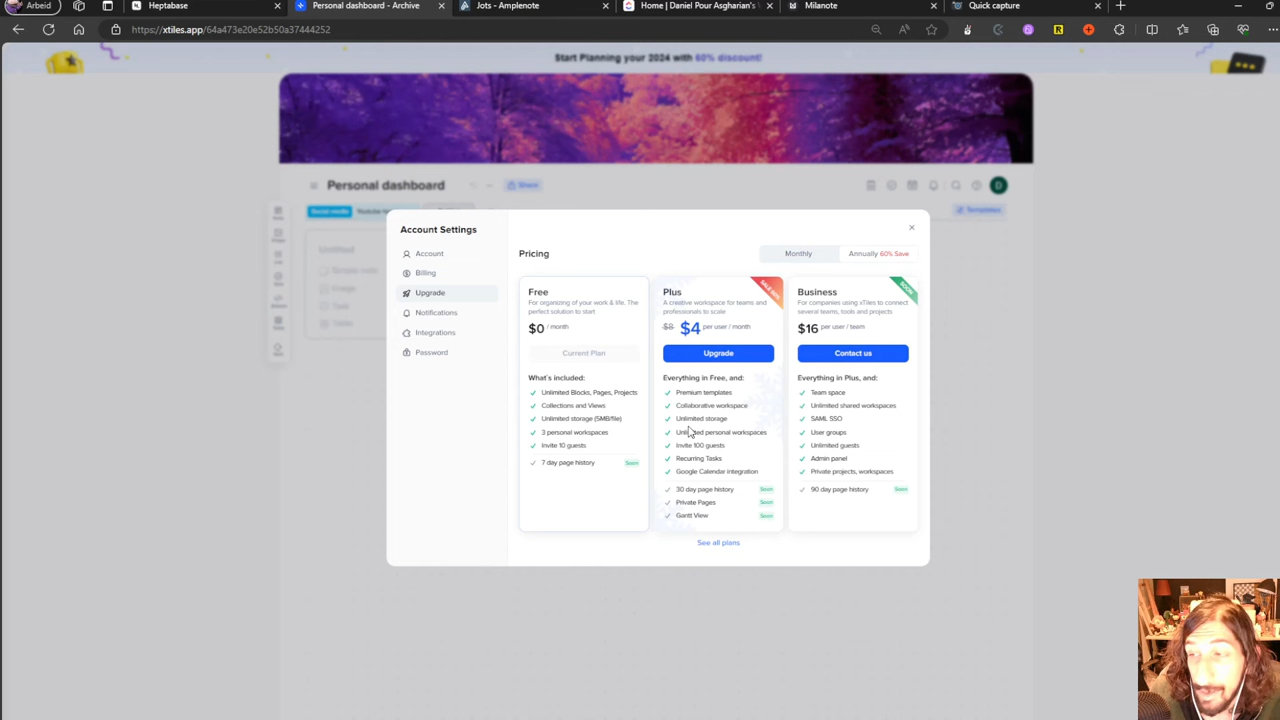 Arbeid
Heptabase
Personal dashboard - Archive
Jots - Amplenote
Home | Daniel Pour Asgharian's
Milanote
Quick capture
https://xtiles.app/64a473e20e52b50a37444252
Start Planning your 2024 with 60% discount!
Personal dashboard
Share
D
Social media
Templates
Untitled
Simple note
Image
Task
Table
Account Settings
Account
Billing
Upgrade
Notifications
Integrations
Password
Pricing
Monthly
Annually 60% Save
Free
For organizing of your work & life. The
perfect solution to start
$0 / month
Current Plan
What's included:
Unlimited Blocks, Pages, Projects
Collections and Views
Unlimited storage (5MB/file)
3 personal workspaces
Invite 10 guests
7 day page history Soon
Plus
A creative workspace for teams and
professionals to scale
$8 $4 per user / month
Upgrade
Everything in Free, and:
Premium templates
Collaborative workspace
Unlimited storage
Unlimited personal workspaces
Invite 100 guests
Recurring Tasks
Google Calendar integration
30 day page history Soon
Private Pages Soon
Gantt View Soon
See all plans
SOON
Business
For companies using xTiles to connect
several teams, tools and projects
$16 per user / team
Contact us
Everything in Plus, and:
Team space
Unlimited shared workspaces
SAML SSO
User groups
Unlimited guests
Admin panel
Private projects, workspaces
90 day page history Soon